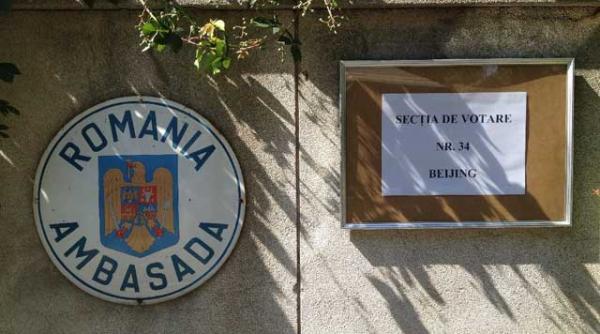 ROMANIA
AMBASADA
SECȚIA DE VOTARE
NR. 34
BEIJING